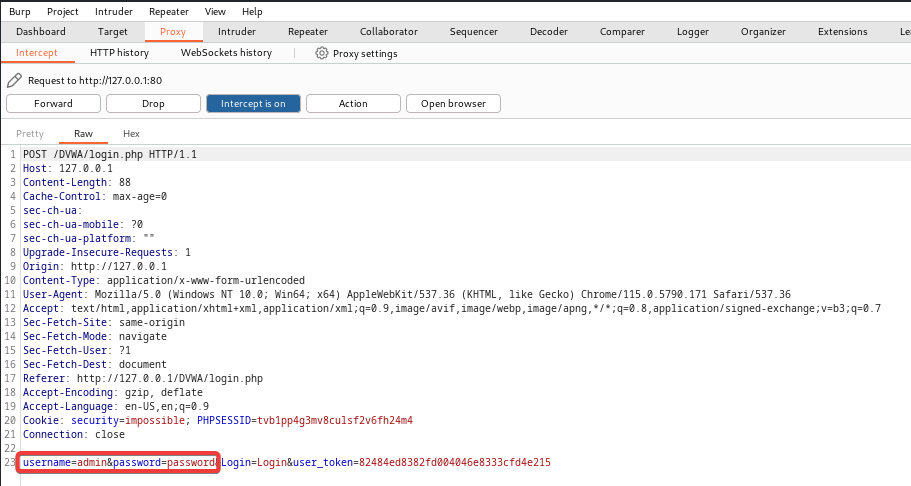 Burp Project Intruder Repeater View Help
Dashboard Target Proxy Intruder Repeater Collaborator Sequencer Decoder Comparer Logger Organizer Extensions Le
Intercept HTTP history WebSockets history Proxy settings
Request to http://127.0.0.1:80
Forward Drop Intercept is on Action Open browser
Pretty Raw Hex
1 POST /DVWA/login.php HTTP/1.1
2 Host: 127.0.0.1
3 Content-Length: 88
4 Cache-Control: max-age=0
5 sec-ch-ua:
6 sec-ch-ua-mobile: ?0
7 sec-ch-ua-platform: ""
8 Upgrade-Insecure-Requests: 1
9 Origin: http://127.0.0.1
10 Content-Type: application/x-www-form-urlencoded
11 User-Agent: Mozilla/5.0 (Windows NT 10.0; Win64; x64) AppleWebKit/537.36 (KHTML, like Gecko) Chrome/115.0.5790.171 Safari/537.36
12 Accept: text/html,application/xhtml+xml,application/xml;q=0.9,image/avif,image/webp,image/apng,*/*;q=0.8,application/signed-exchange;v=b3;q=0.7
13 Sec-Fetch-Site: same-origin
14 Sec-Fetch-Mode: navigate
15 Sec-Fetch-User: ?1
16 Sec-Fetch-Dest: document
17 Referer: http://127.0.0.1/DVWA/login.php
18 Accept-Encoding: gzip, deflate
19 Accept-Language: en-US,en;q=0.9
20 Cookie: security=impossible; PHPSESSID=tvb1pp4g3mv8culsf2v6fh24m4
21 Connection: close
22
23 username=admin&password=password&Login=Login&user_token=82484ed8382fd004046e8333cfd4e215